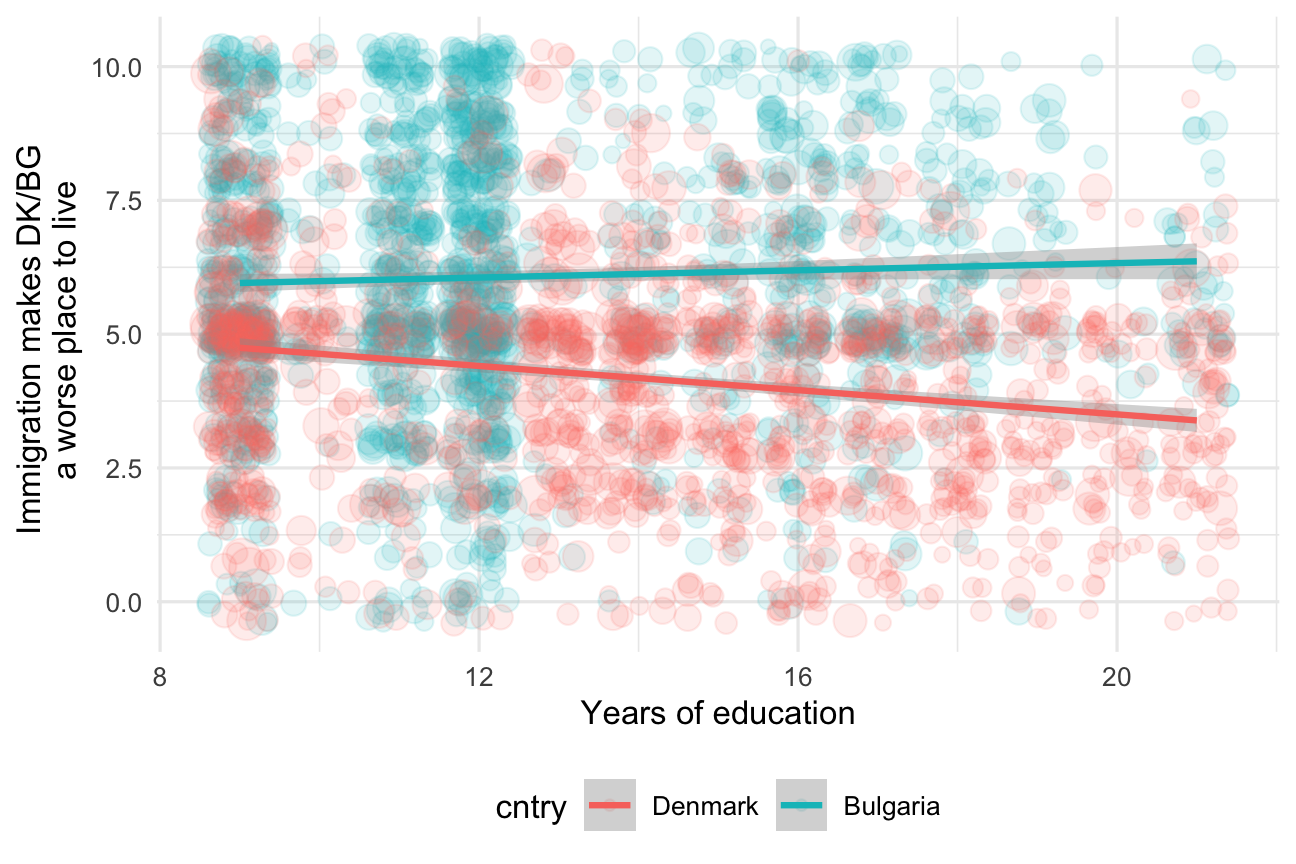 Immigration makes DK/BG
a worse place to live
10.0
7.5
5.0
2.5
0.0
8 12 16 20
Years of education
cntry Denmark Bulgaria